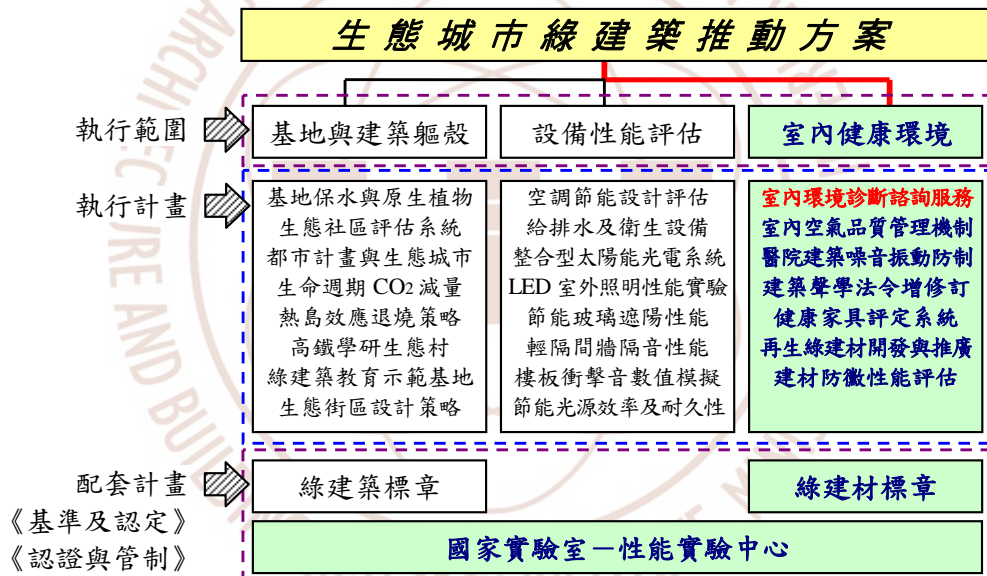 生態城市綠建築推動方案
執行範圍
基地與建築軀殼
設備性能評估
室內健康環境
執行計畫
基地保水與原生植物
生態社區評估系統
都市計畫與生態城市
生命週期 CO2 減量
熱島效應退燒策略
高鐵學研生態村
綠建築教育示範基地
生態街區設計策略
空調節能設計評估
給排水及衛生設備
整合型太陽能光電系統
LED 室外照明性能實驗
節能玻璃遮陽性能
輕隔間牆隔音性能
樓板衝擊音數值模擬
節能光源效率及耐久性
室內環境診斷諮詢服務
室內空氣品質管理機制
醫院建築噪音振動防制
建築聲學法令增修訂
健康家具評定系統
再生綠建材開發與推廣
建材防黴性能評估
配套計畫
《基準及認定》
《認證與管制》
綠建築標章
綠建材標章
國家實驗室－性能實驗中心